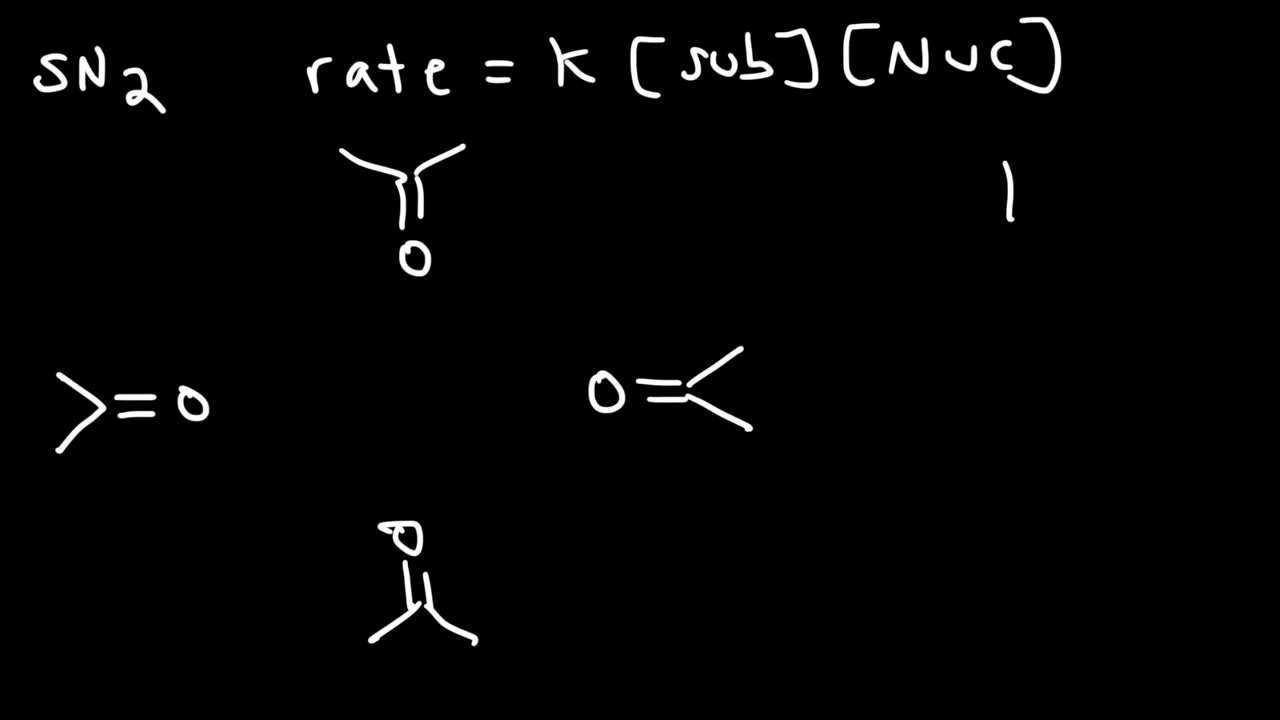 SN2 rate = K [sub] [Nuc]
O
O O
O